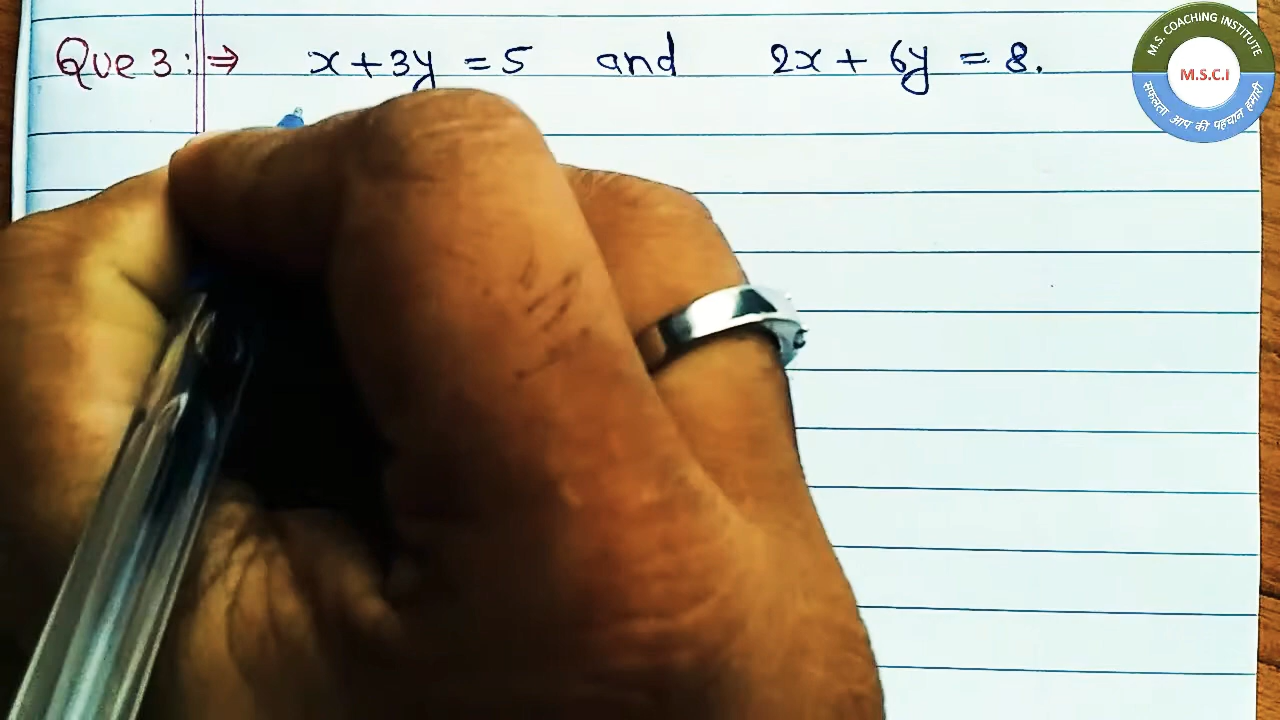 Que 3:⇒ x + 3y = 5 and 2x + 6y = 8.
M.S. COACHING INSTITUTE
M.S.C.I
सफलता आप की पहचान हमारी